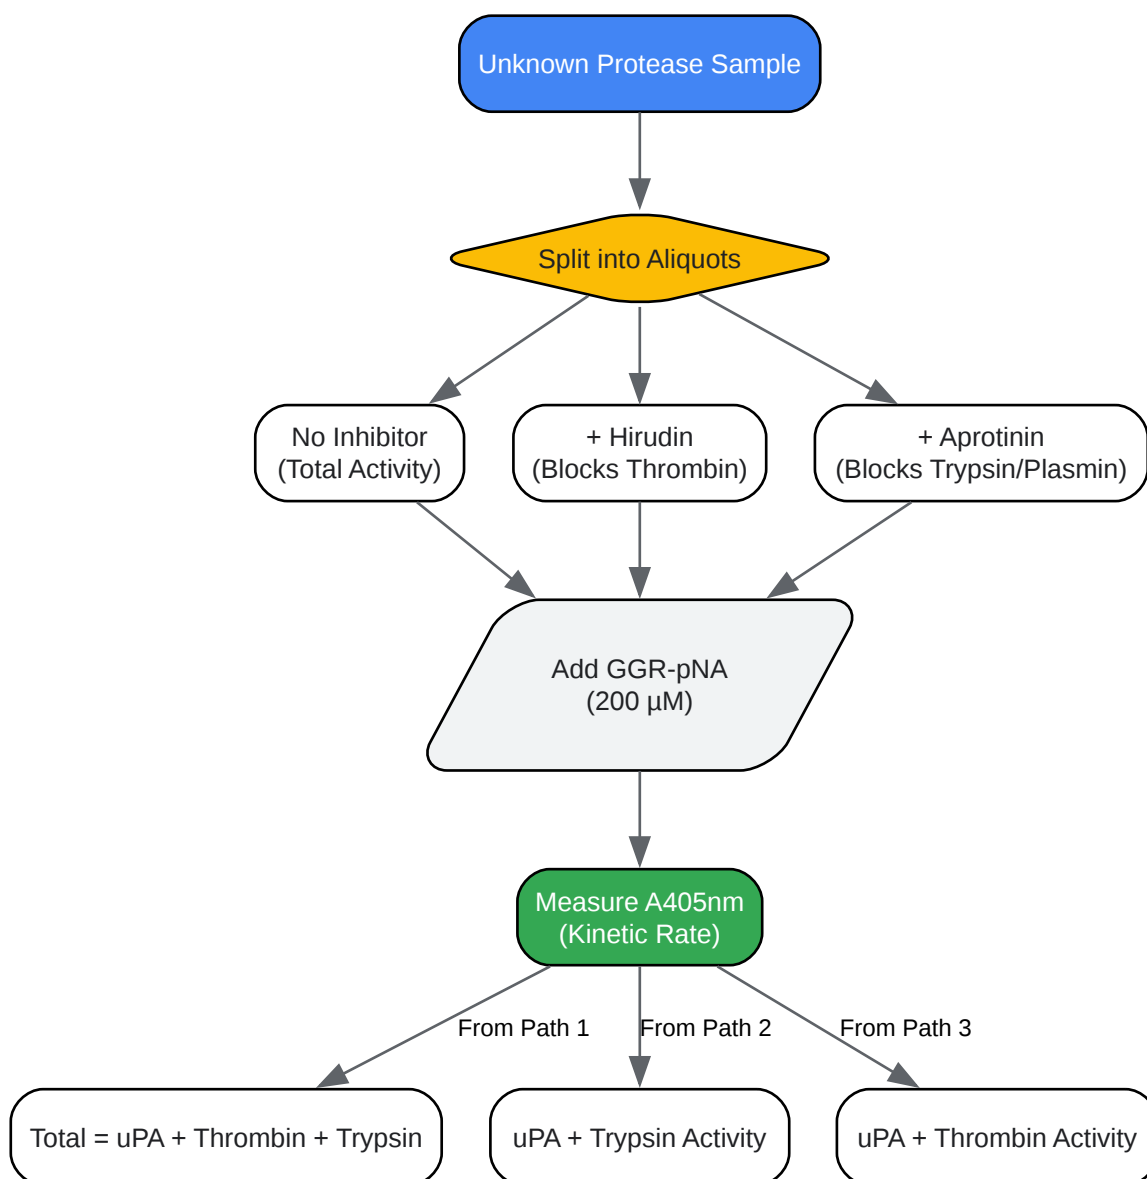 Unknown Protease Sample
Split into Aliquots
No Inhibitor
(Total Activity)
+ Hirudin
(Blocks Thrombin)
+ Aprotinin
(Blocks Trypsin/Plasmin)
Add GGR-pNA
(200 µM)
Measure A405nm
(Kinetic Rate)
From Path 1
From Path 2
From Path 3
Total = uPA + Thrombin + Trypsin
uPA + Trypsin Activity
uPA + Thrombin Activity